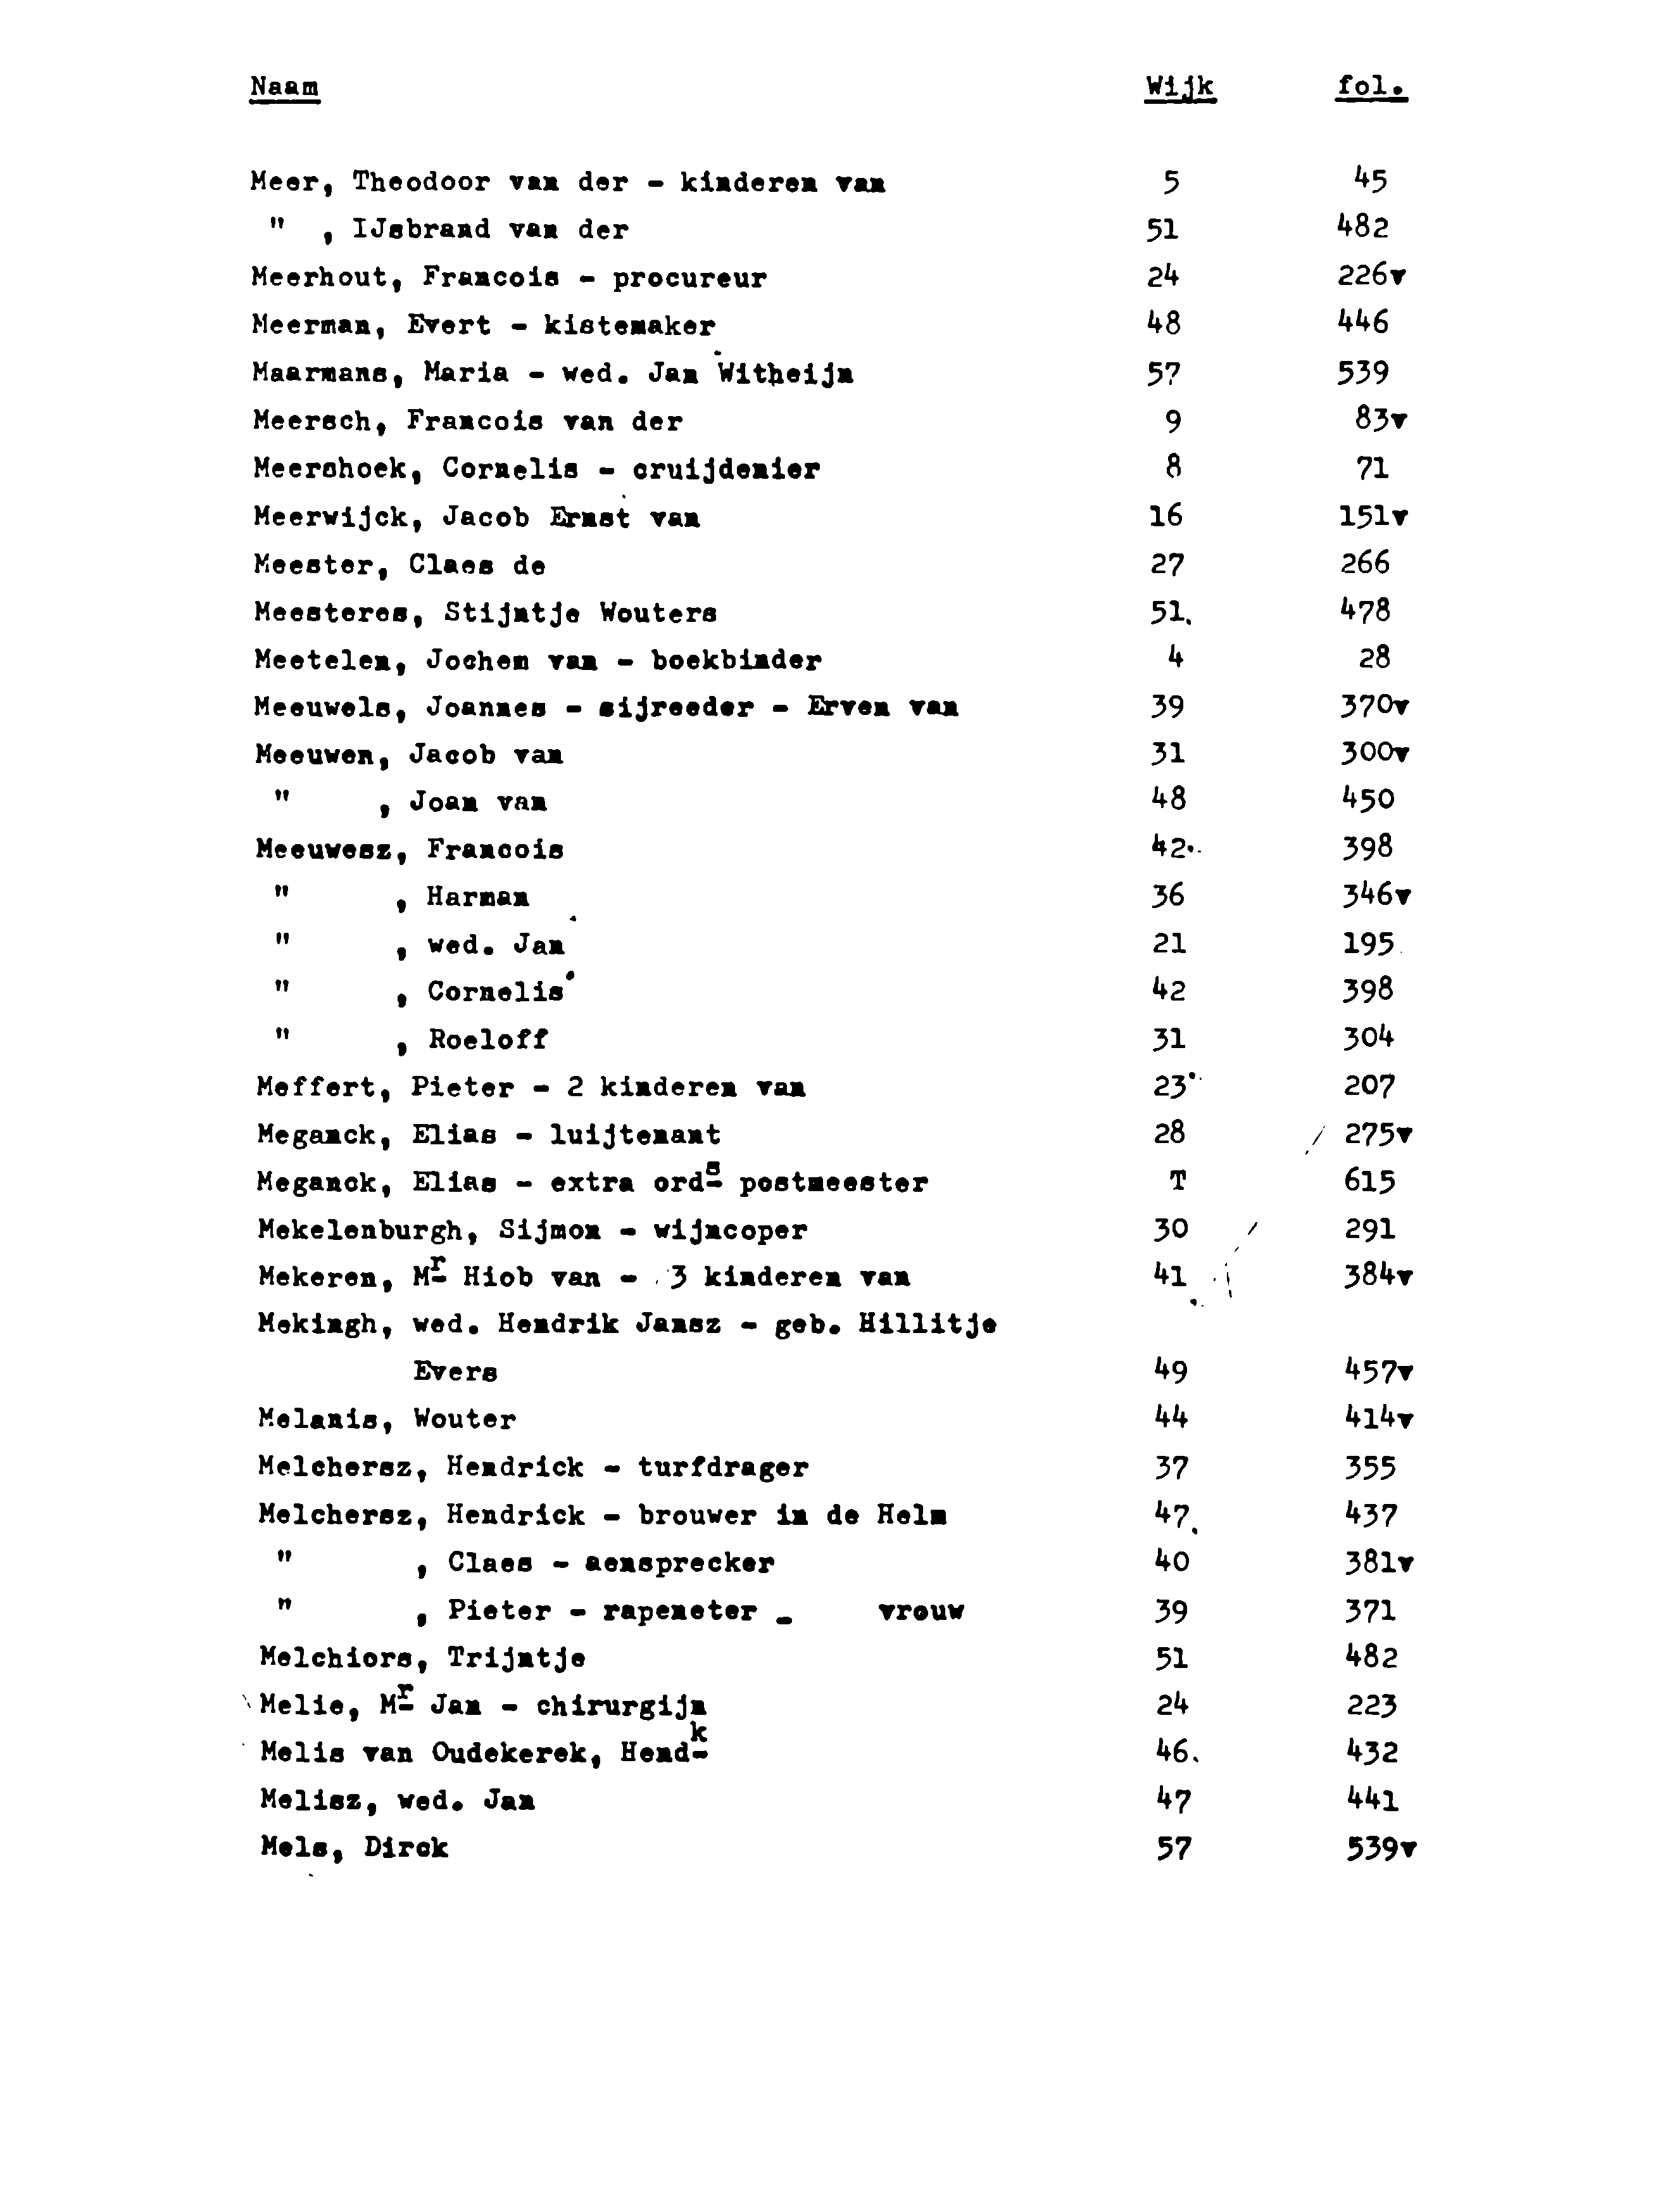 Naam Wijk fol.
Meer, Theodoor van der - kinderen van 5 45
" , IJsbrand van der 51 482
Meerhout, Francois - procureur 24 226v
Meerman, Evert - kistemaker 48 446
Maarmans, Maria - wed. Jan Witheijn 57 539
Meersch, Francois van der 9 83v
Meershoek, Cornelis - cruijdenier 8 71
Meerwijck, Jacob Ernst van 16 151v
Meester, Claes de 27 266
Meesteres, Stijntje Wouters 51. 478
Meetelen, Jochem van - boekbinder 4 28
Meeuwels, Joannes - sijreeder - Erven van 39 370v
Meeuwen, Jacob van 31 300v
" , Joan van 48 450
Meeuwesz, Francois 42. 398
" , Harman 36 346v
" , wed. Jan 21 195
" , Cornelis 42 398
" , Roeloff 31 304
Meffert, Pieter - 2 kinderen van 23 207
Meganck, Elias - luijtenant 28 275v
Meganck, Elias - extra ords postmeester T 615
Mekelenburgh, Sijmon - wijncoper 30 291
Mekeren, Mr Hiob van - 3 kinderen van 41 384v
Mekingh, wed. Hendrik Jansz - geb. Hillitje
Evers 49 457v
Melanis, Wouter 44 414v
Melchersz, Hendrick - turfdrager 37 355
Melchersz, Hendrick - brouwer in de Helm 47. 437
" , Claes - aensprecker 40 381v
" , Pieter - rapemeter - vrouw 39 371
Melchiors, Trijntje 51 482
Melie, Mr Jan - chirurgijn 24 223
Melis van Oudekerek, Hendk 46. 432
Melisz, wed. Jan 47 441
Mels, Dirck 57 539v